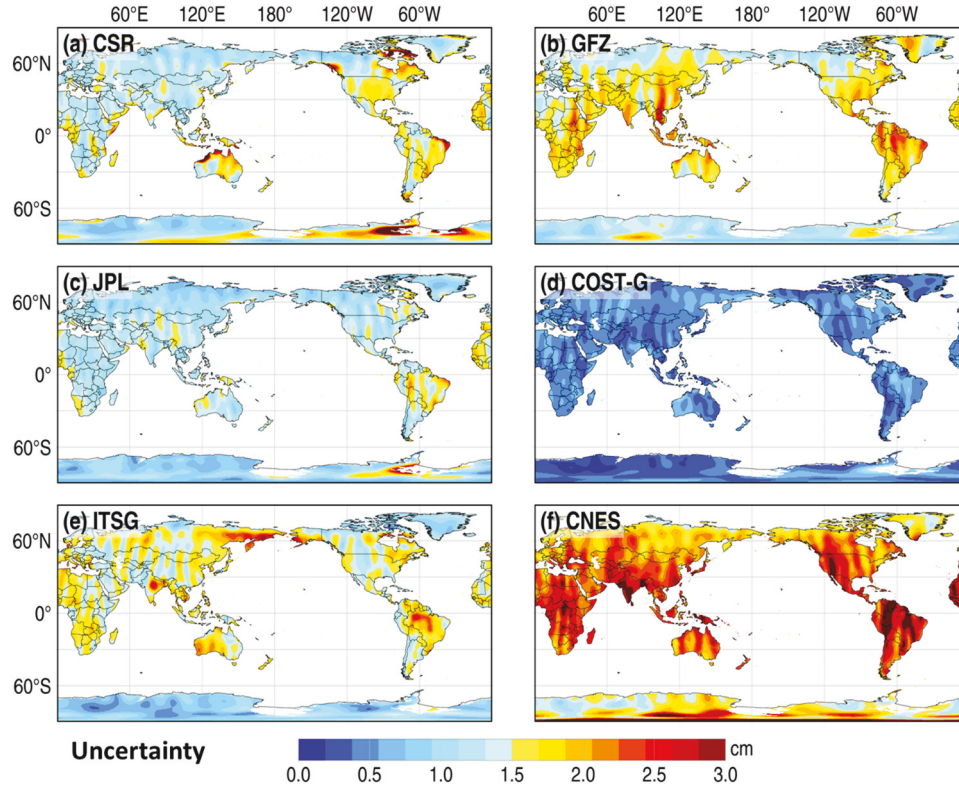 60°E 120°E 180° 120°W 60°W 60°E 120°E 180° 120°W 60°W
(a) CSR
(b) GFZ
60°N
0°
60°S
(c) JPL
(d) COST-G
60°N
0°
60°S
(e) ITSG
(f) CNES
60°N
0°
60°S
Uncertainty
cm
0.0 0.5 1.0 1.5 2.0 2.5 3.0